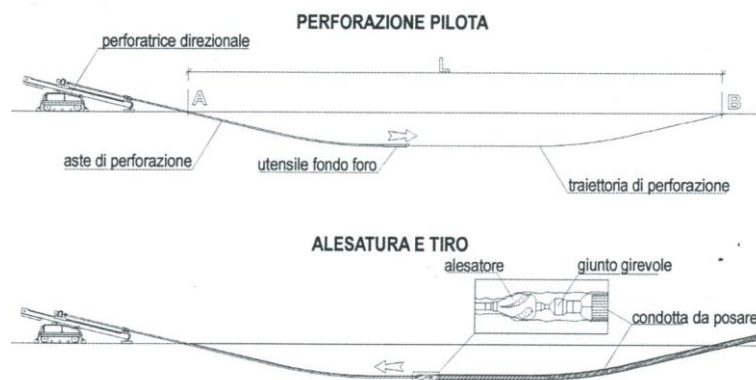 PERFORAZIONE PILOTA
perforatrice direzionale
L
A
B
aste di perforazione
utensile fondo foro
traiettoria di perforazione
ALESATURA E TIRO
alesatore
giunto girevole
condotta da posare